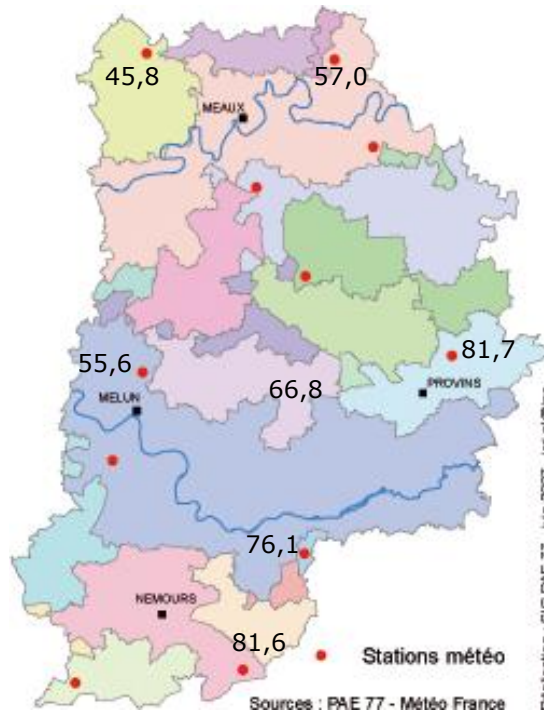 45,8
57,0
MEAUX
55,6
81,7
66,8
PROVINS
MELUN
76,1
NEMOURS
81,6
Stations météo
Sources : PAE 77 - Météo France